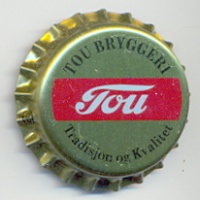 TOU BRYGGERI
Tou
Tradisjon og Kvalitet